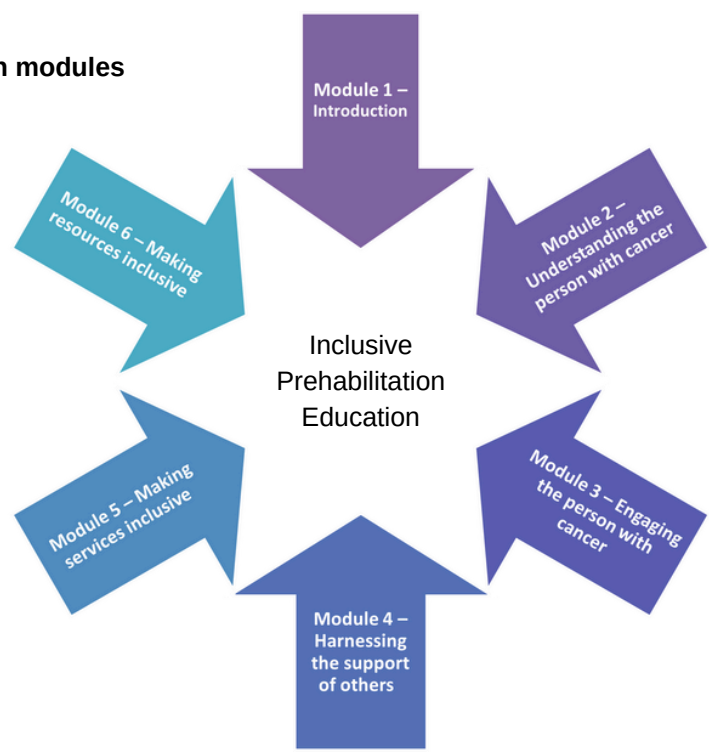 n modules
Module 1 –
Introduction
Module 2 –
Understanding the
person with cancer
Module 3 – Engaging
the person with
cancer
Module 4 –
Harnessing
the support
of others
Module 5 – Making
services inclusive
Module 6 – Making
resources inclusive
Inclusive
Prehabilitation
Education